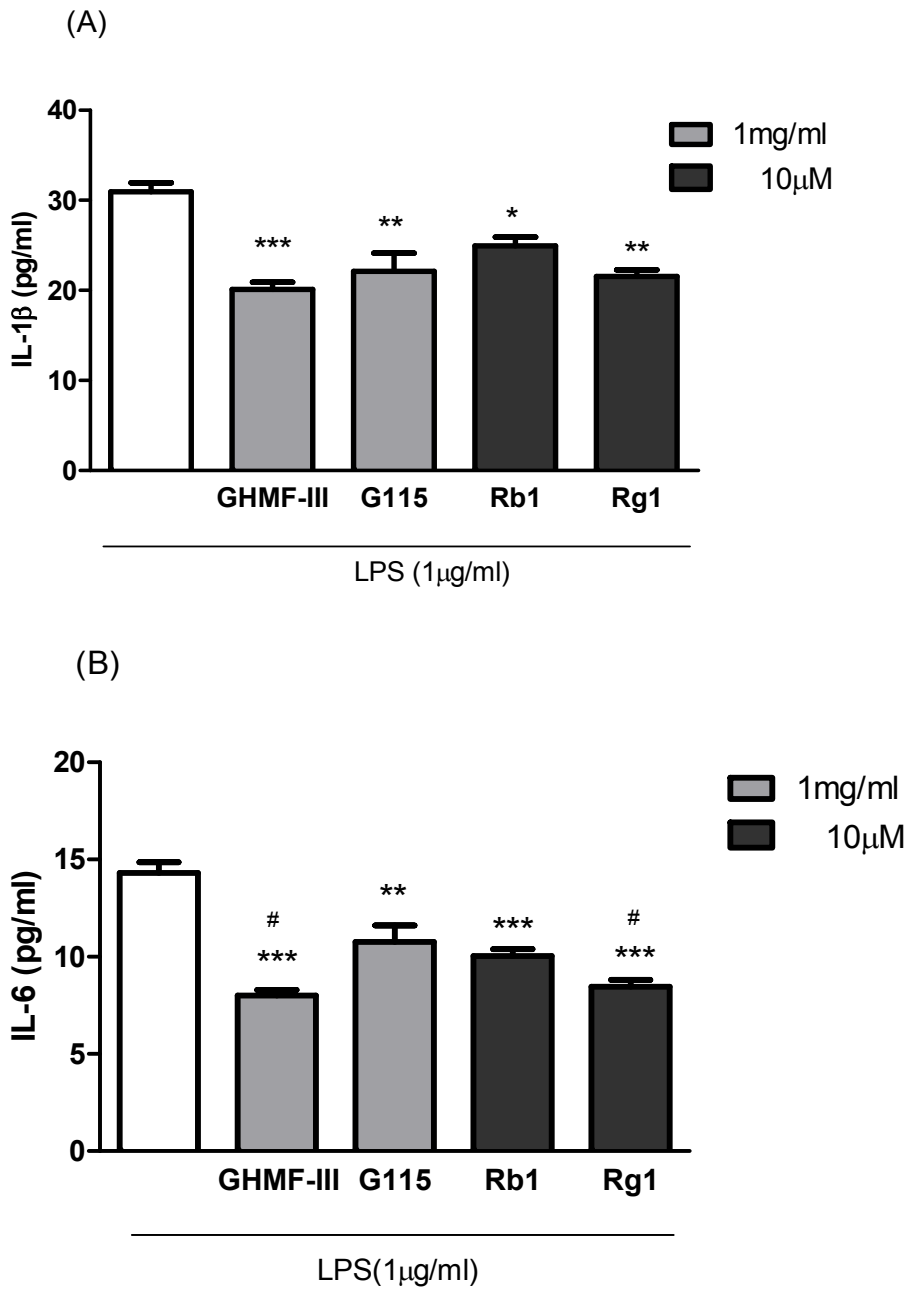 (A)
40
30
20
10
0
IL-1β (pg/ml)
1mg/ml
10μM
***
**
*
**
GHMF-III G115 Rb1 Rg1
LPS (1μg/ml)
(B)
20
15
10
5
0
IL-6 (pg/ml)
1mg/ml
10μM
#
***
**
***
#
***
GHMF-III G115 Rb1 Rg1
LPS(1μg/ml)